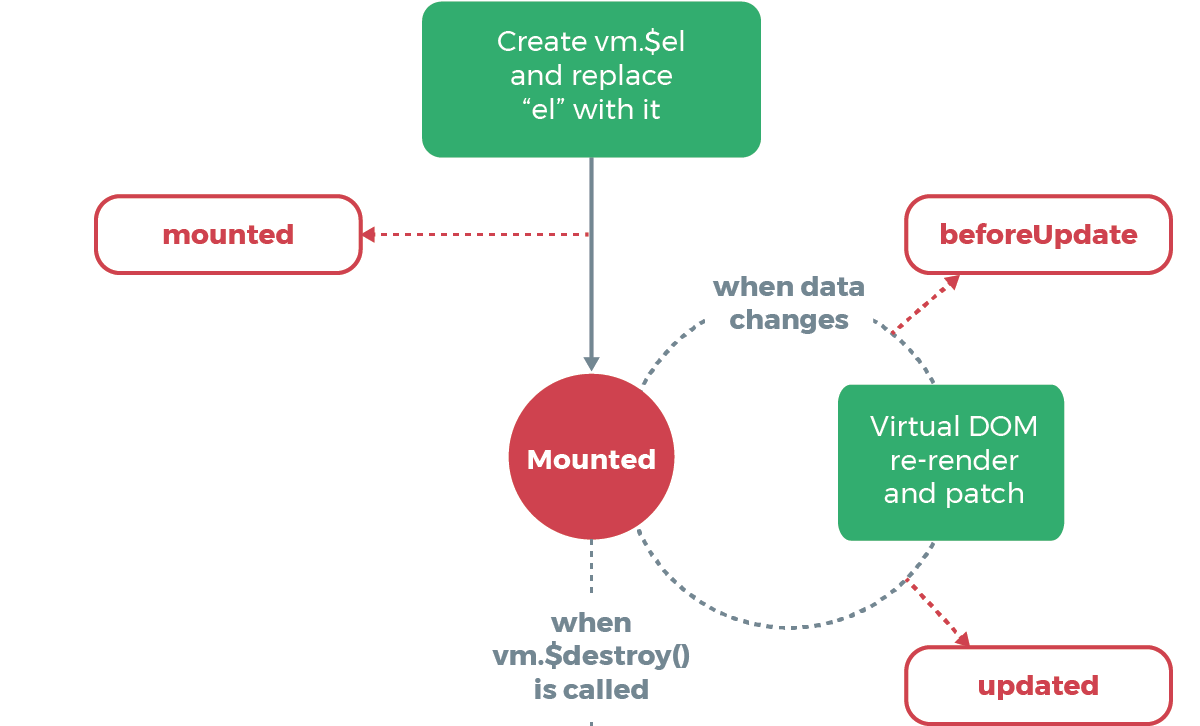 Create vm.$el
and replace
“el” with it
mounted
beforeUpdate
when data
changes
Mounted
Virtual DOM
re-render
and patch
when
vm.$destroy()
is called
updated